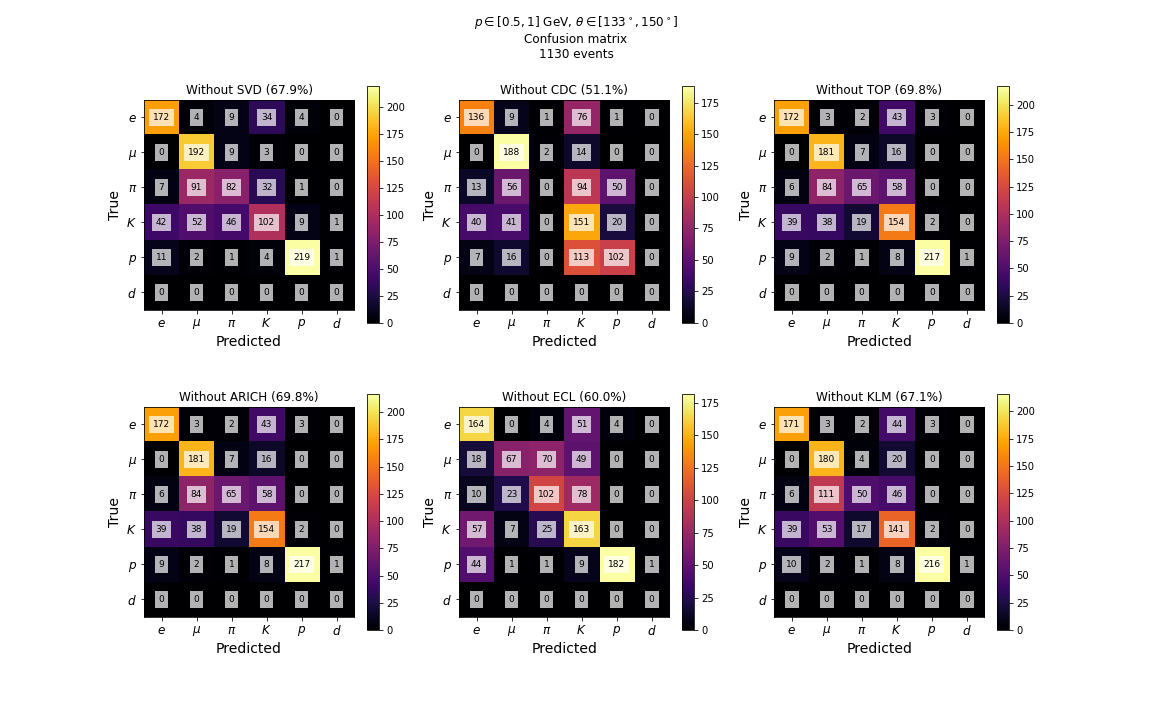 p ∈ [0.5, 1] GeV, θ ∈ [133°, 150°]
Confusion matrix
1130 events
Without SVD (67.9%)
True
e 172 4 9 34 4 0
μ 0 192 9 3 0 0
π 7 91 82 32 1 0
K 42 52 46 102 9 1
p 11 2 1 4 219 1
d 0 0 0 0 0 0
e μ π K p d
Predicted
200
175
150
125
100
75
50
25
0
Without CDC (51.1%)
True
e 136 9 1 76 1 0
μ 0 188 2 14 0 0
π 13 56 0 94 50 0
K 40 41 0 151 20 0
p 7 16 0 113 102 0
d 0 0 0 0 0 0
e μ π K p d
Predicted
175
150
125
100
75
50
25
0
Without TOP (69.8%)
True
e 172 3 2 43 3 0
μ 0 181 7 16 0 0
π 6 84 65 58 0 0
K 39 38 19 154 2 0
p 9 2 1 8 217 1
d 0 0 0 0 0 0
e μ π K p d
Predicted
200
175
150
125
100
75
50
25
0
Without ARICH (69.8%)
True
e 172 3 2 43 3 0
μ 0 181 7 16 0 0
π 6 84 65 58 0 0
K 39 38 19 154 2 0
p 9 2 1 8 217 1
d 0 0 0 0 0 0
e μ π K p d
Predicted
200
175
150
125
100
75
50
25
0
Without ECL (60.0%)
True
e 164 0 4 51 4 0
μ 18 67 70 49 0 0
π 10 23 102 78 0 0
K 57 7 25 163 0 0
p 44 1 1 9 182 1
d 0 0 0 0 0 0
e μ π K p d
Predicted
175
150
125
100
75
50
25
0
Without KLM (67.1%)
True
e 171 3 2 44 3 0
μ 0 180 4 20 0 0
π 6 111 50 46 0 0
K 39 53 17 141 2 0
p 10 2 1 8 216 1
d 0 0 0 0 0 0
e μ π K p d
Predicted
200
175
150
125
100
75
50
25
0